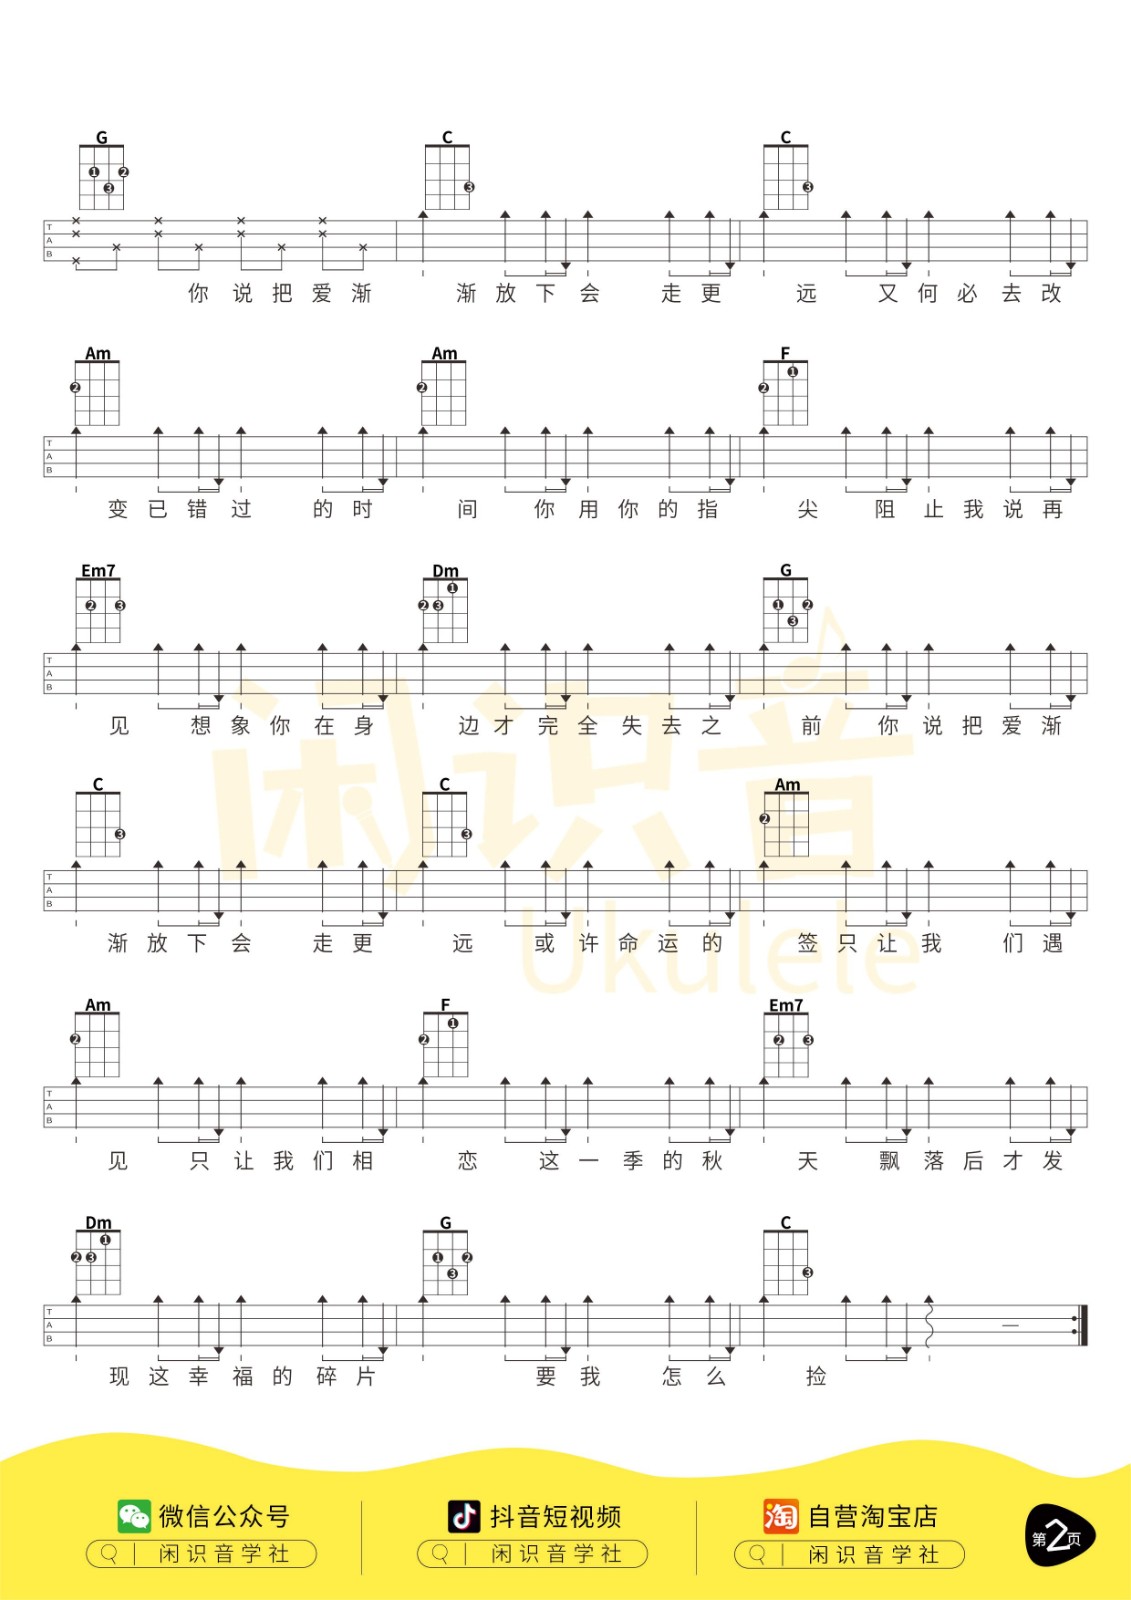 G C C
T
A
B
你说把爱渐 渐放下会 走更 远 又何必去改
Am Am F
T
A
B
变已错过 的时 间 你用你的指 尖 阻止我说再
Em7 Dm G
T
A
B
见 想象你在身 边才完全失去之 前 你说把爱渐
C C Am
T
A
B
渐放下会 走更 远 或许命运的 签只让我 们遇
Am F Em7
T
A
B
见 只让我们相 恋 这一季的秋 天 飘落后才发
Dm G C
T
A
B
现这幸福的碎片 要我 怎么 捡
闲识音
Ukulele
微信公众号 抖音短视频 淘 自营淘宝店
闲识音学社 闲识音学社 闲识音学社
第2页